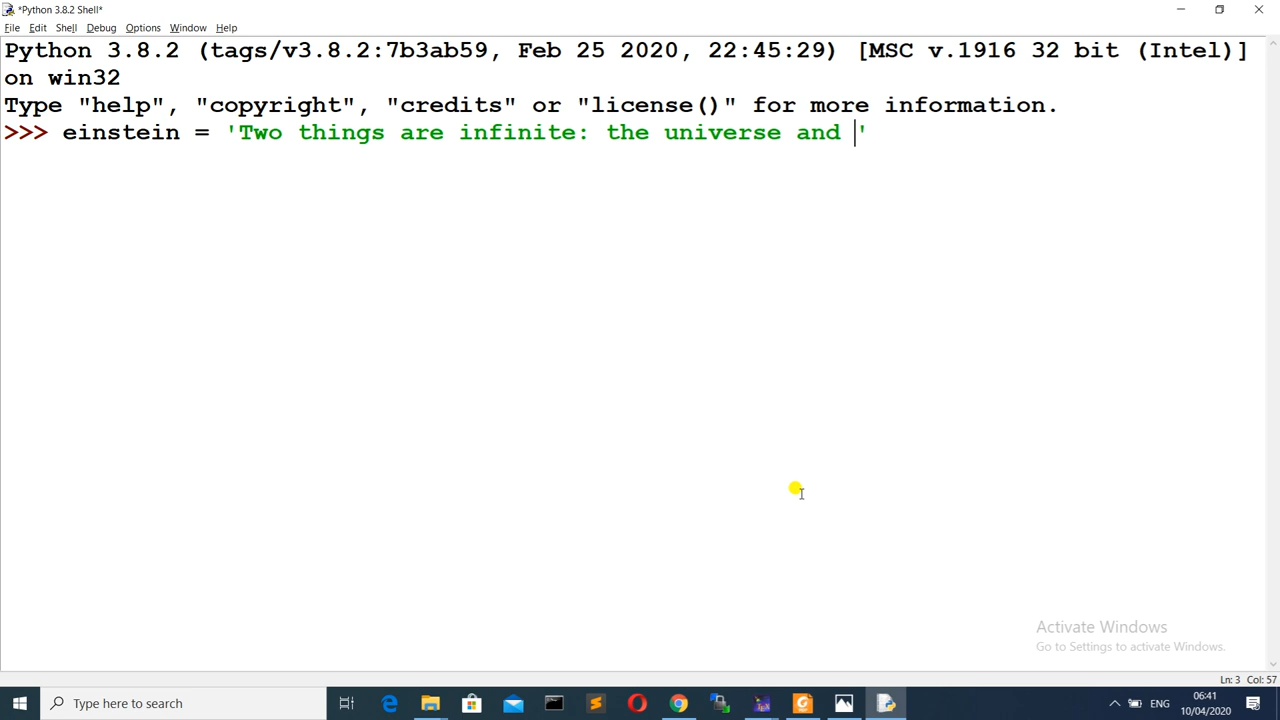 *Python 3.8.2 Shell*
File Edit Shell Debug Options Window Help
Python 3.8.2 (tags/v3.8.2:7b3ab59, Feb 25 2020, 22:45:29) [MSC v.1916 32 bit (Intel)]
on win32
Type "help", "copyright", "credits" or "license()" for more information.
>>> einstein = 'Two things are infinite: the universe and '
Activate Windows
Go to Settings to activate Windows.
Ln: 3 Col: 57
Type here to search
ENG
06:41
10/04/2020